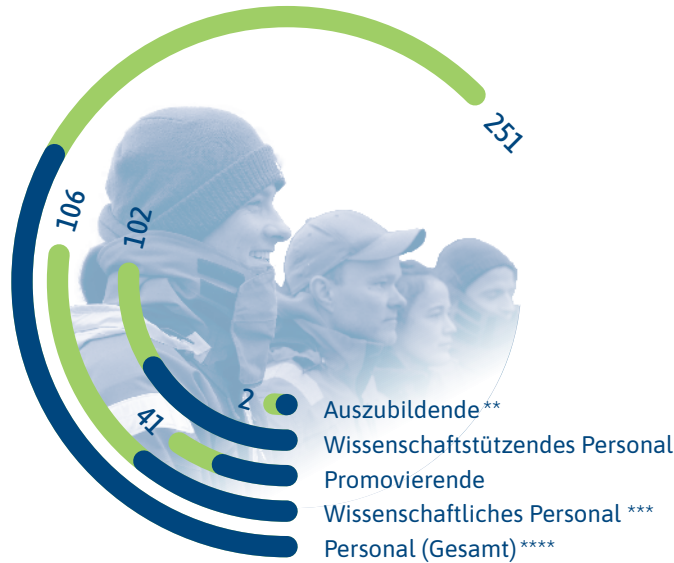 251
106
102
2
41
Auszubildende**
Wissenschaftstützendes Personal
Promovierende
Wissenschaftliches Personal ***
Personal (Gesamt)****